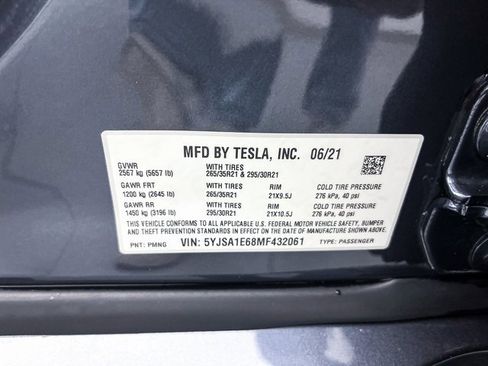 MFD BY TESLA, INC. 06/21
GVWR WITH TIRES
2567 kg (5657 lb) 265/35R21 & 295/30R21
GAWR FRT WITH TIRES RIM COLD TIRE PRESSURE
1200 kg (2645 lb) 265/35R21 21X9.5J 276 kPa, 40 psi
GAWR RR WITH TIRES RIM COLD TIRE PRESSURE
1450 kg (3196 lb) 295/30R21 21X10.5J 276 kPa, 40 psi
THIS VEHICLE CONFORMS TO ALL APPLICABLE U.S. FEDERAL MOTOR VEHICLE SAFETY, BUMPER
AND THEFT PREVENTION STANDARDS IN EFFECT ON THE DATE OF MANUFACTURE SHOWN ABOVE.
PNT: PMNG VIN: 5YJSA1E68MF432061 TYPE: PASSENGER